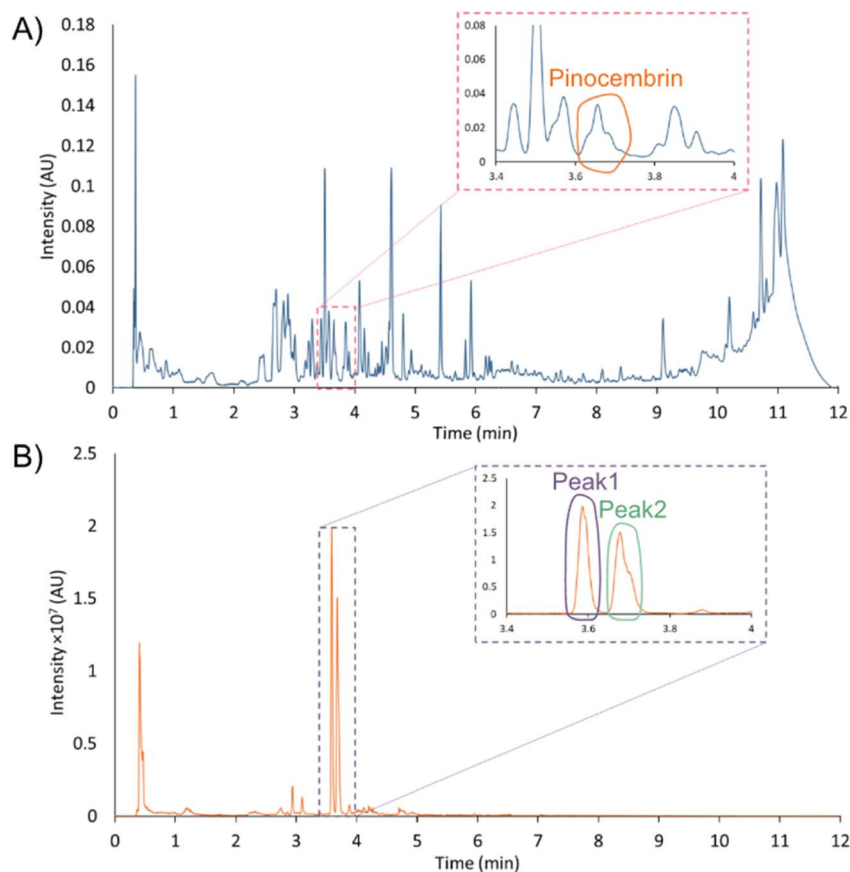 A)
0.18
0.16
0.14
0.12
0.1
0.08
0.06
0.04
0.02
0
Intensity (AU)
0 1 2 3 4 5 6 7 8 9 10 11 12
Time (min)
0.08
0.06
0.04
0.02
0
Pinocembrin
3.4 3.6 3.8 4
B)
2.5
2
1.5
1
0.5
0
Intensity ×10⁷ (AU)
0 1 2 3 4 5 6 7 8 9 10 11 12
Time (min)
Peak1
Peak2
2.5
2
1.5
1
0.5
0
3.4 3.6 3.8 4